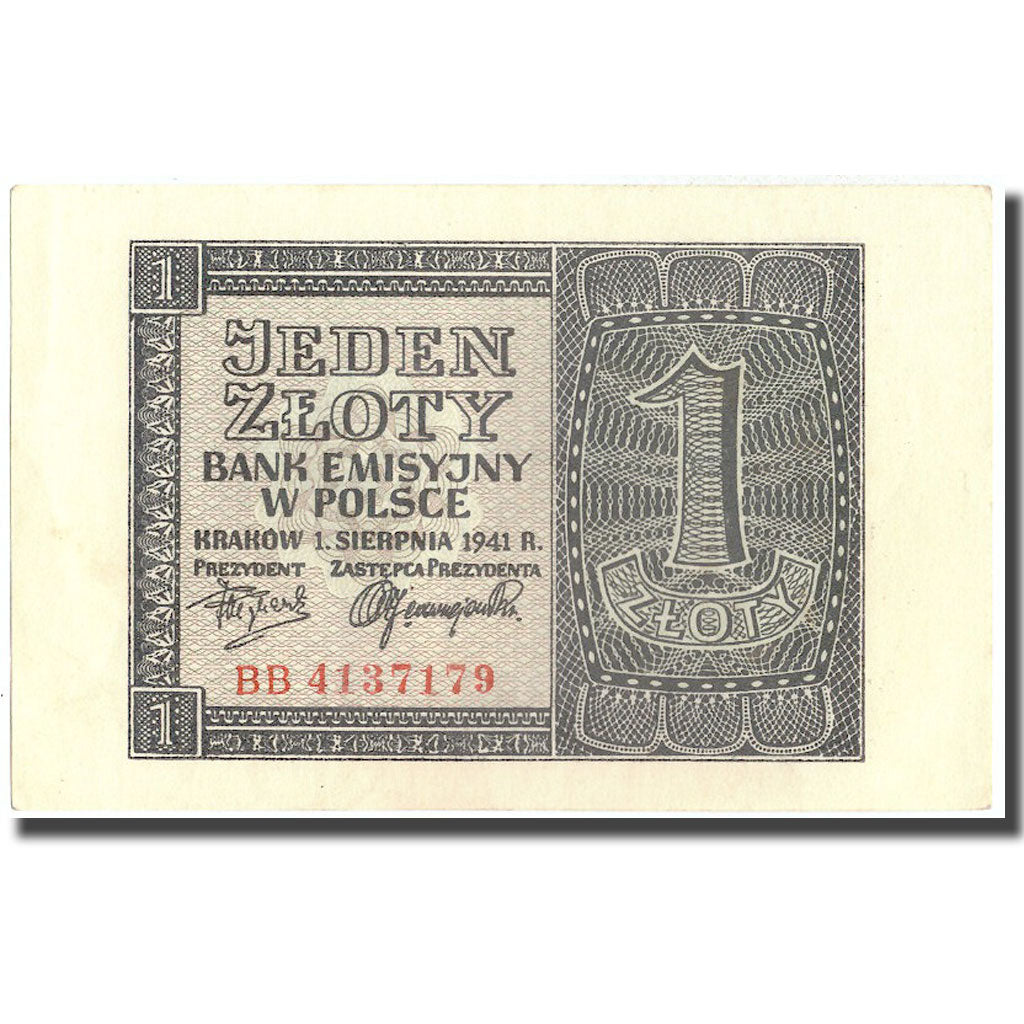 1
JEDEN
ZŁOTY
BANK EMISYJNY
W POLSCE
KRAKÓW 1. SIERPNIA 1941 R.
PREZYDENT ZASTĘPCA PREZYDENTA
BB 4137179
1
1
ZŁOTY